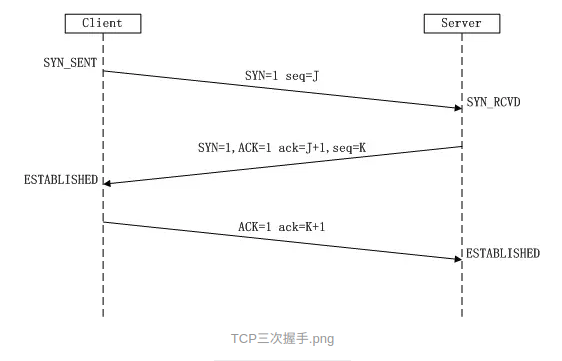 Client
Server
SYN_SENT
SYN=1 seq=J
SYN_RCVD
SYN=1,ACK=1 ack=J+1,seq=K
ESTABLISHED
ACK=1 ack=K+1
ESTABLISHED
TCP三次握手.png